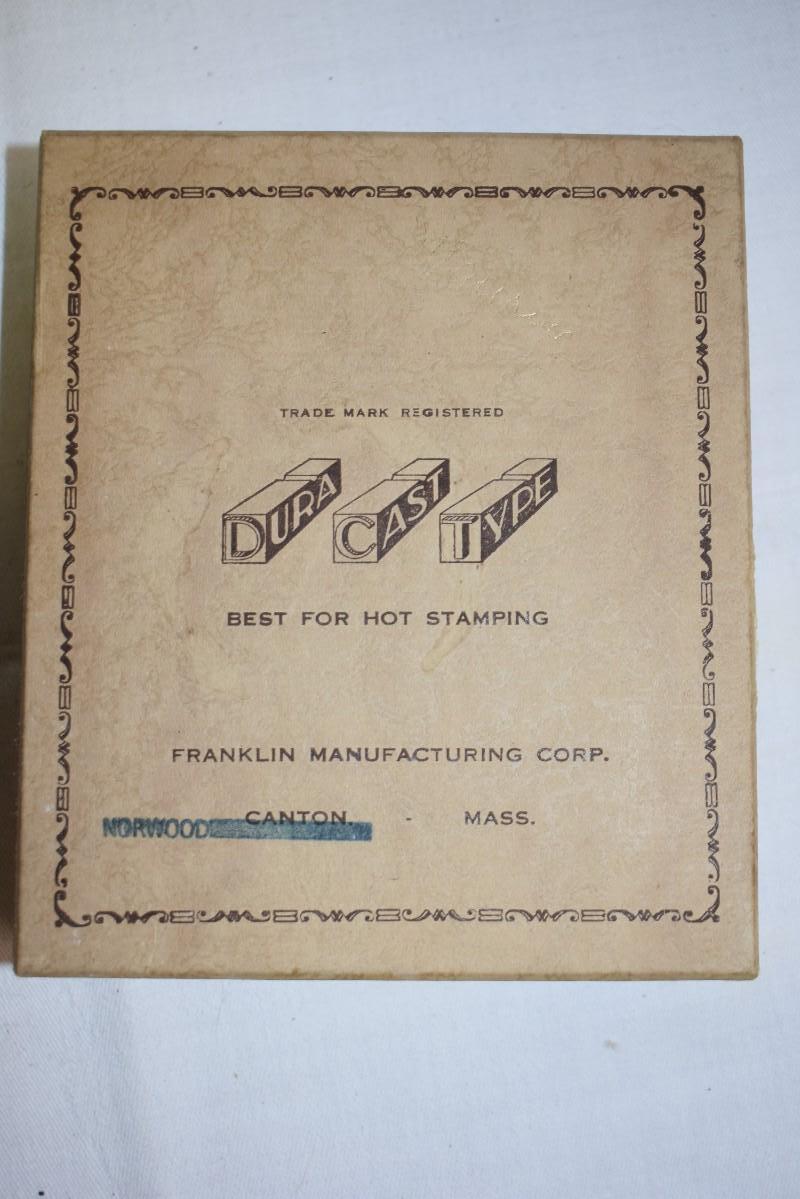 TRADE MARK REGISTERED
DURA CAST TYPE
BEST FOR HOT STAMPING
FRANKLIN MANUFACTURING CORP.
NORWOOD CANTON. - MASS.